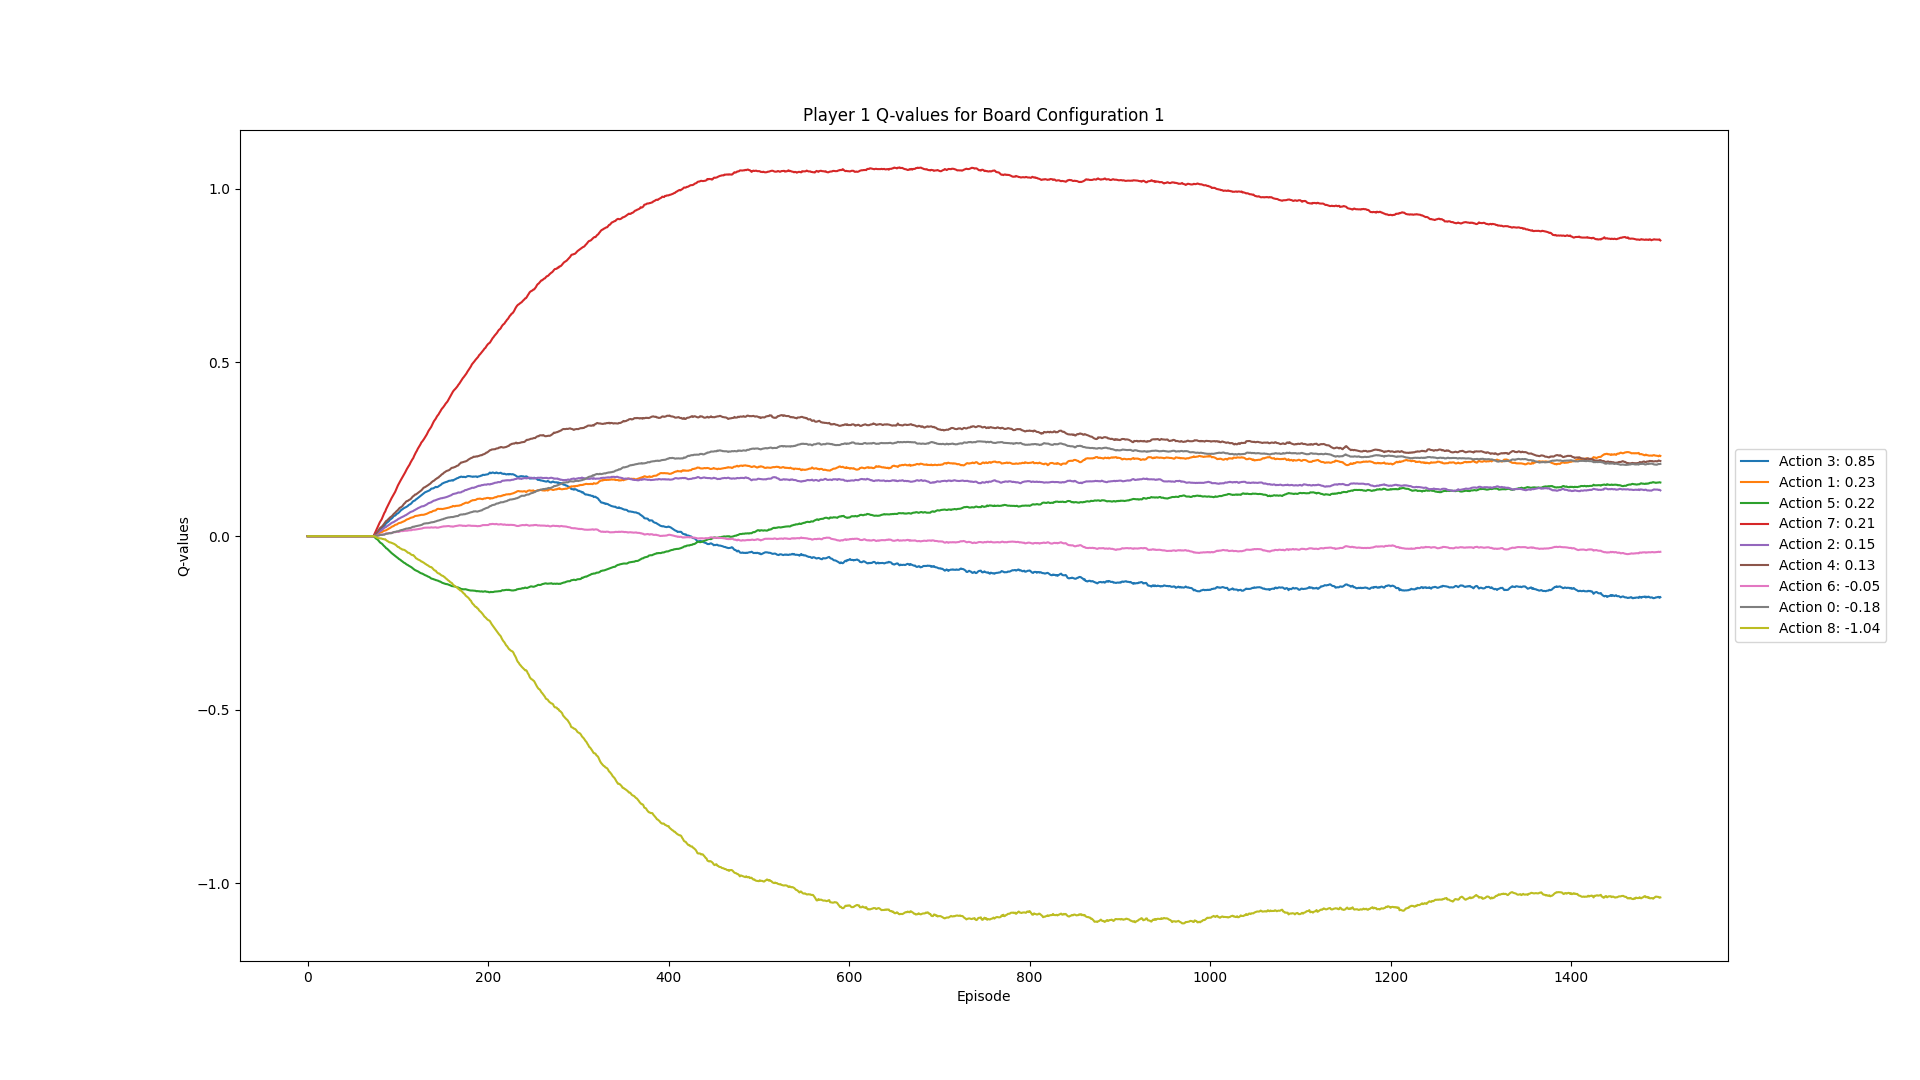 Player 1 Q-values for Board Configuration 1
1.0
0.5
0.0
−0.5
−1.0
Q-values
0 200 400 600 800 1000 1200 1400
Episode
Action 3: 0.85
Action 1: 0.23
Action 5: 0.22
Action 7: 0.21
Action 2: 0.15
Action 4: 0.13
Action 6: -0.05
Action 0: -0.18
Action 8: -1.04